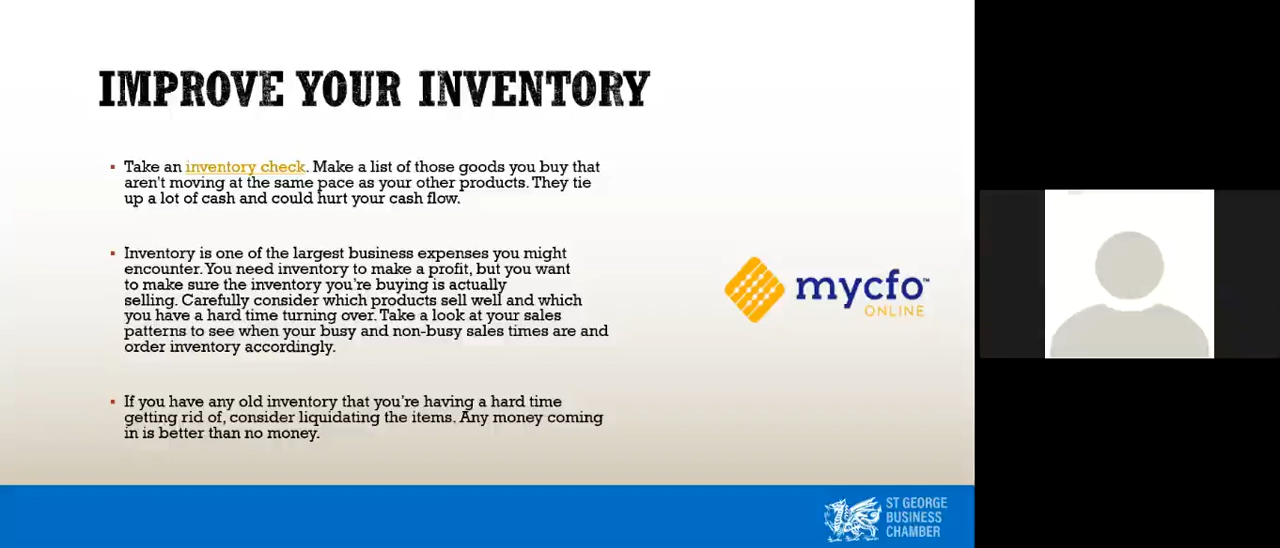 IMPROVE YOUR INVENTORY
▪ Take an inventory check. Make a list of those goods you buy that
aren't moving at the same pace as your other products. They tie
up a lot of cash and could hurt your cash flow.
▪ Inventory is one of the largest business expenses you might
encounter. You need inventory to make a profit, but you want
to make sure the inventory you're buying is actually
selling. Carefully consider which products sell well and which
you have a hard time turning over. Take a look at your sales
patterns to see when your busy and non-busy sales times are and
order inventory accordingly.
▪ If you have any old inventory that you're having a hard time
getting rid of, consider liquidating the items. Any money coming
in is better than no money.
mycfo™
ONLINE
ST GEORGE
BUSINESS
CHAMBER